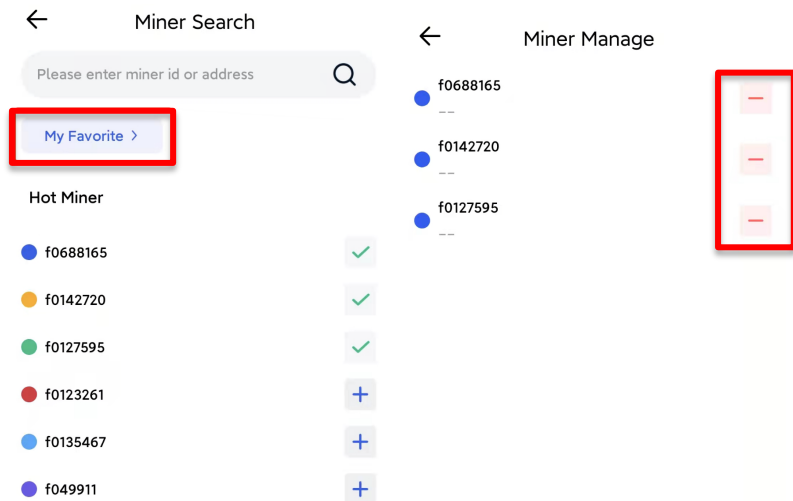 Miner Search
Please enter miner id or address
My Favorite >
Hot Miner
f0688165
f0142720
f0127595
f0123261
f0135467
f049911
Miner Manage
f0688165
--
f0142720
--
f0127595
--